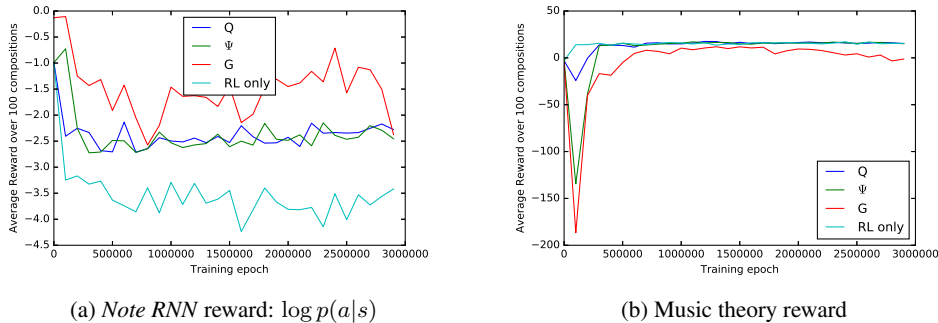 Average Reward over 100 compositions
0.0
−0.5
−1.0
−1.5
−2.0
−2.5
−3.0
−3.5
−4.0
−4.5
0 500000 1000000 1500000 2000000 2500000 3000000
Training epoch
Q
Ψ
G
RL only
(a) Note RNN reward: log p(a|s)
Average Reward over 100 compositions
50
0
−50
−100
−150
−200
0 500000 1000000 1500000 2000000 2500000 3000000
Training epoch
Q
Ψ
G
RL only
(b) Music theory reward